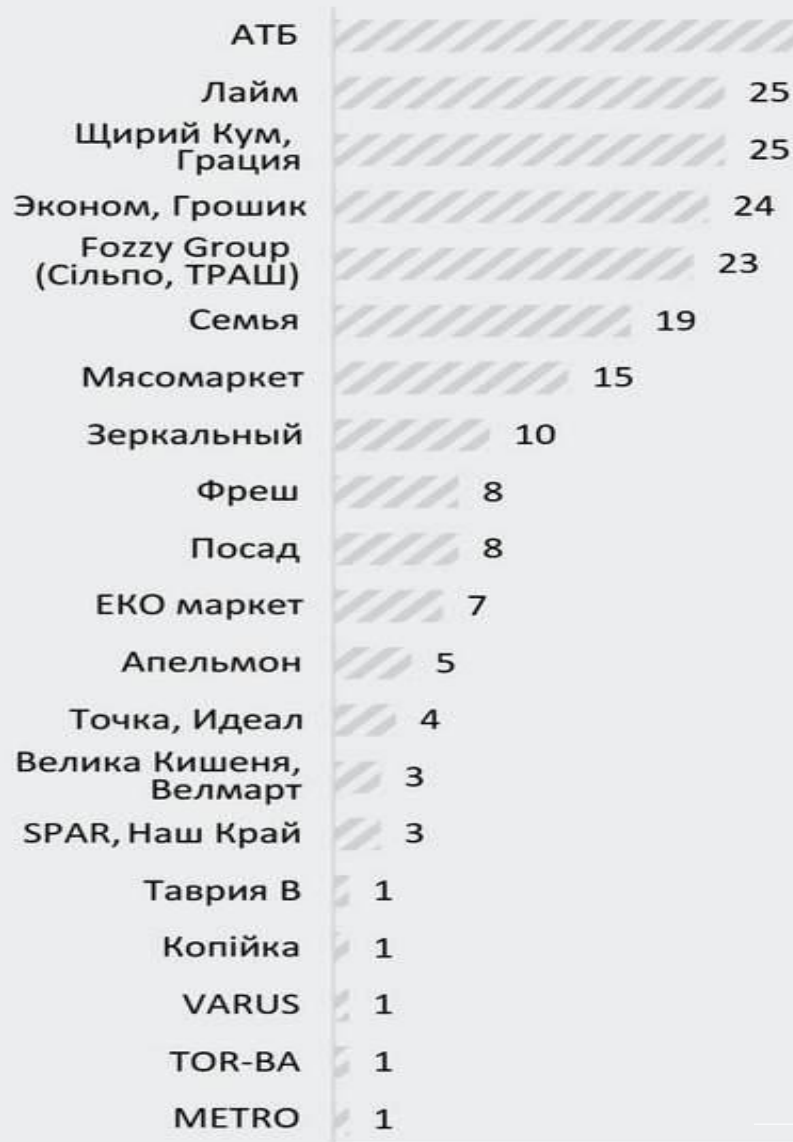 АТБ
Лайм 25
Щирий Кум,
Грация 25
Эконом, Грошик 24
Fozzy Group
(Сільпо, ТРАШ) 23
Семья 19
Мясомаркет 15
Зеркальный 10
Фреш 8
Посад 8
ЕКО маркет 7
Апельмон 5
Точка, Идеал 4
Велика Кишеня,
Велмарт 3
SPAR, Наш Край 3
Таврия В 1
Копійка 1
VARUS 1
TOR-BA 1
METRO 1